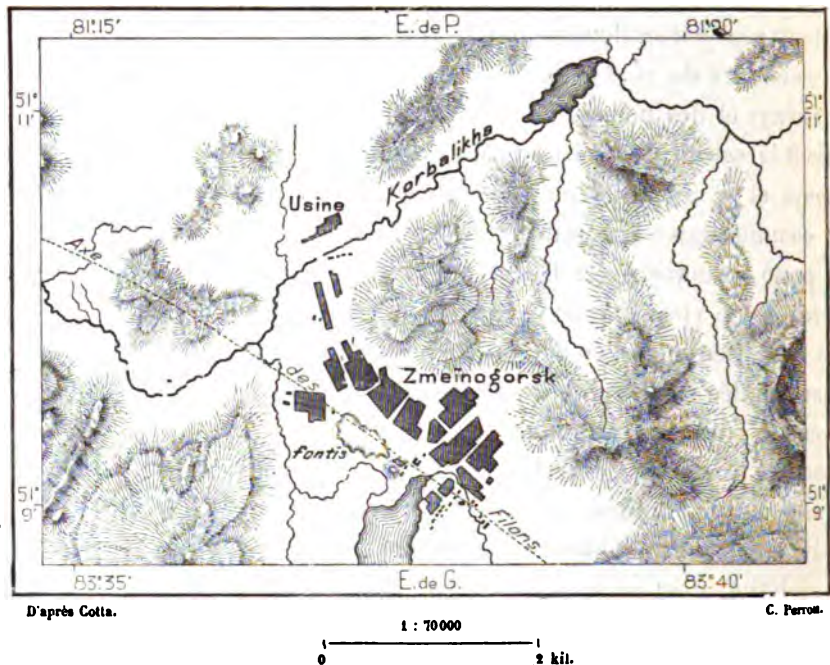 81°15' E. de P. 81°20'
51° 11' 51° 11'
Korbalikha
Usine
Axe des Filons
Zmeïnogorsk
fontis
51° 9' 51° 9'
83°35' E. de G. 83°40'
D'après Cotta. C. Perron.
1 : 70000
0 2 kil.